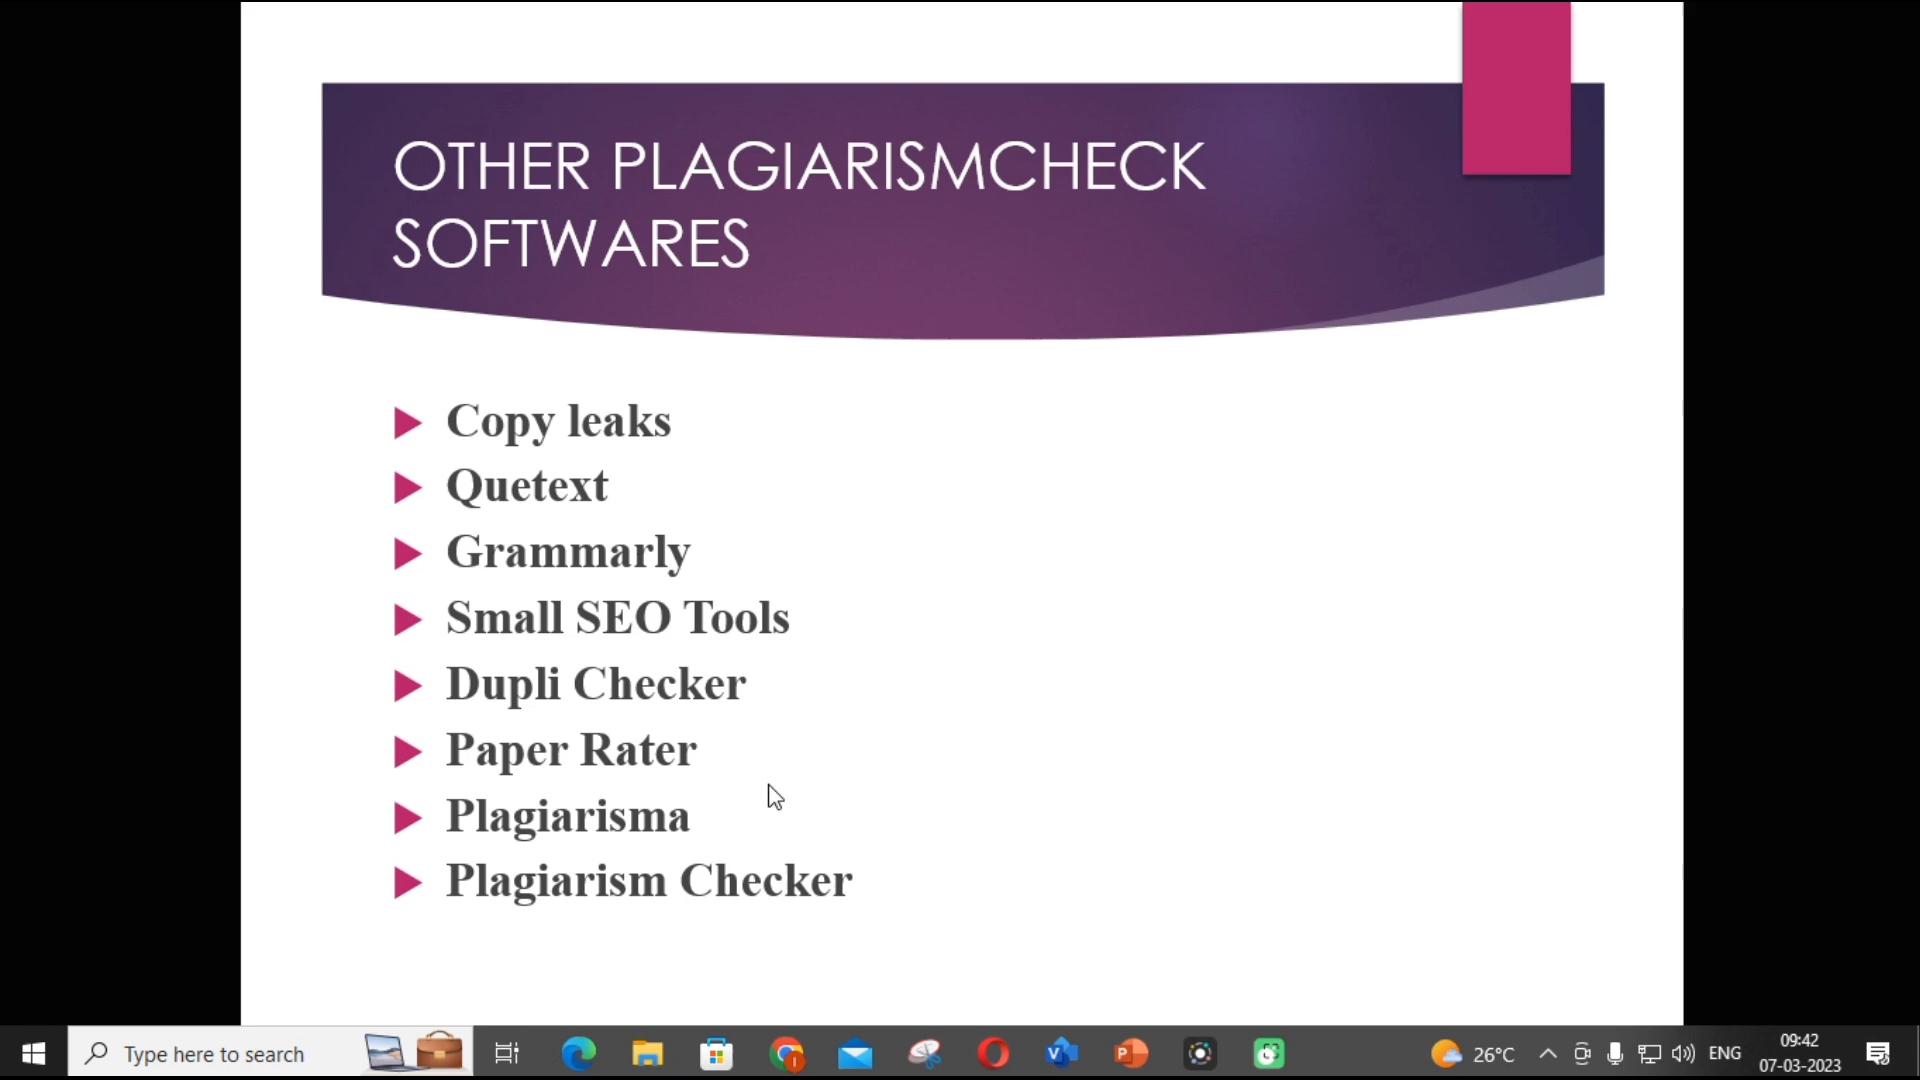 OTHER PLAGIARISMCHECK
SOFTWARES
Copy leaks
Quetext
Grammarly
Small SEO Tools
Dupli Checker
Paper Rater
Plagiarisma
Plagiarism Checker
Type here to search
26°C
ENG
09:42
07-03-2023